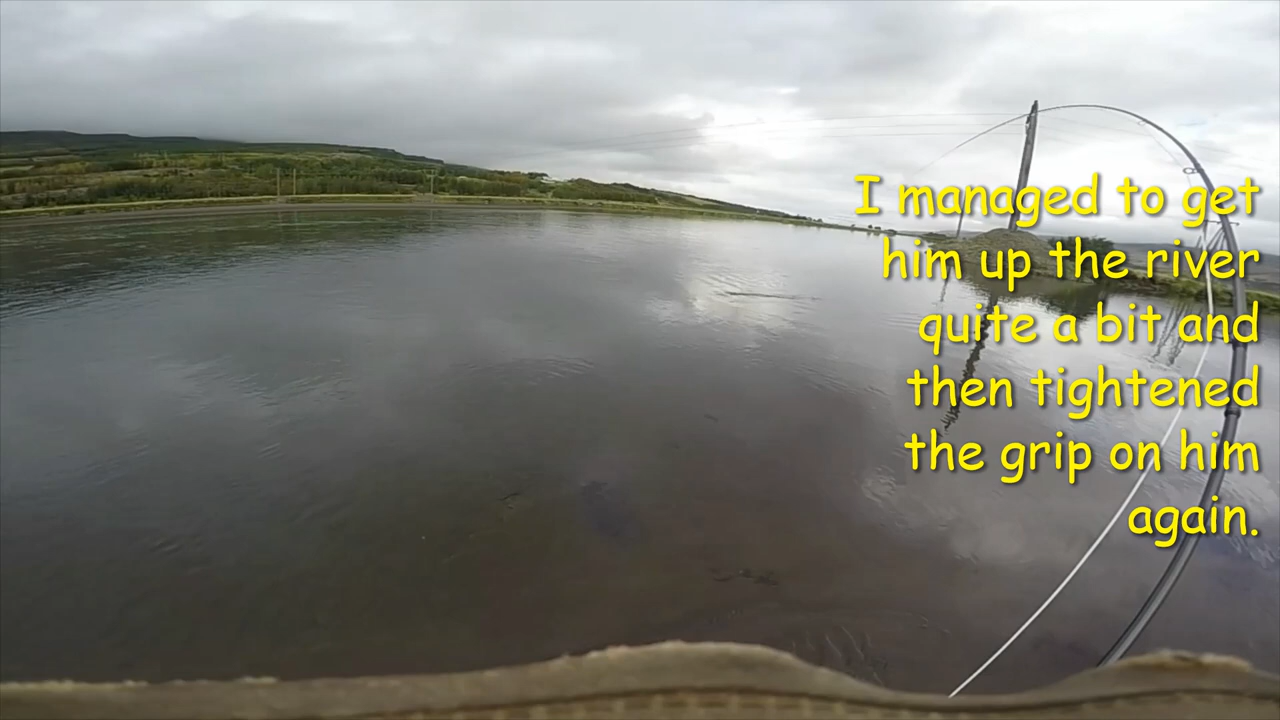 I managed to get
him up the river
quite a bit and
then tightened
the grip on him
again.